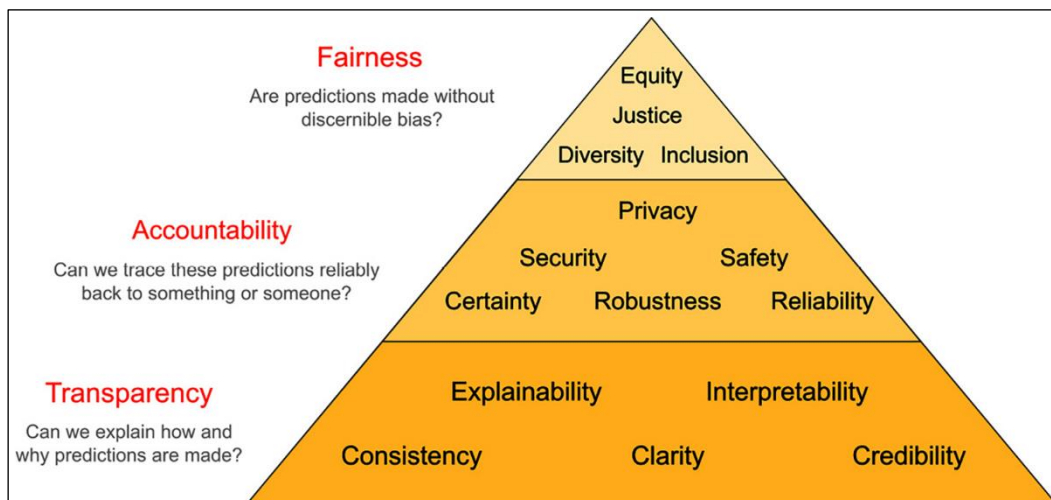 Fairness
Are predictions made without
discernible bias?
Equity
Justice
Diversity Inclusion
Accountability
Can we trace these predictions reliably
back to something or someone?
Privacy
Security Safety
Certainty Robustness Reliability
Transparency
Can we explain how and
why predictions are made?
Explainability Interpretability
Consistency Clarity Credibility